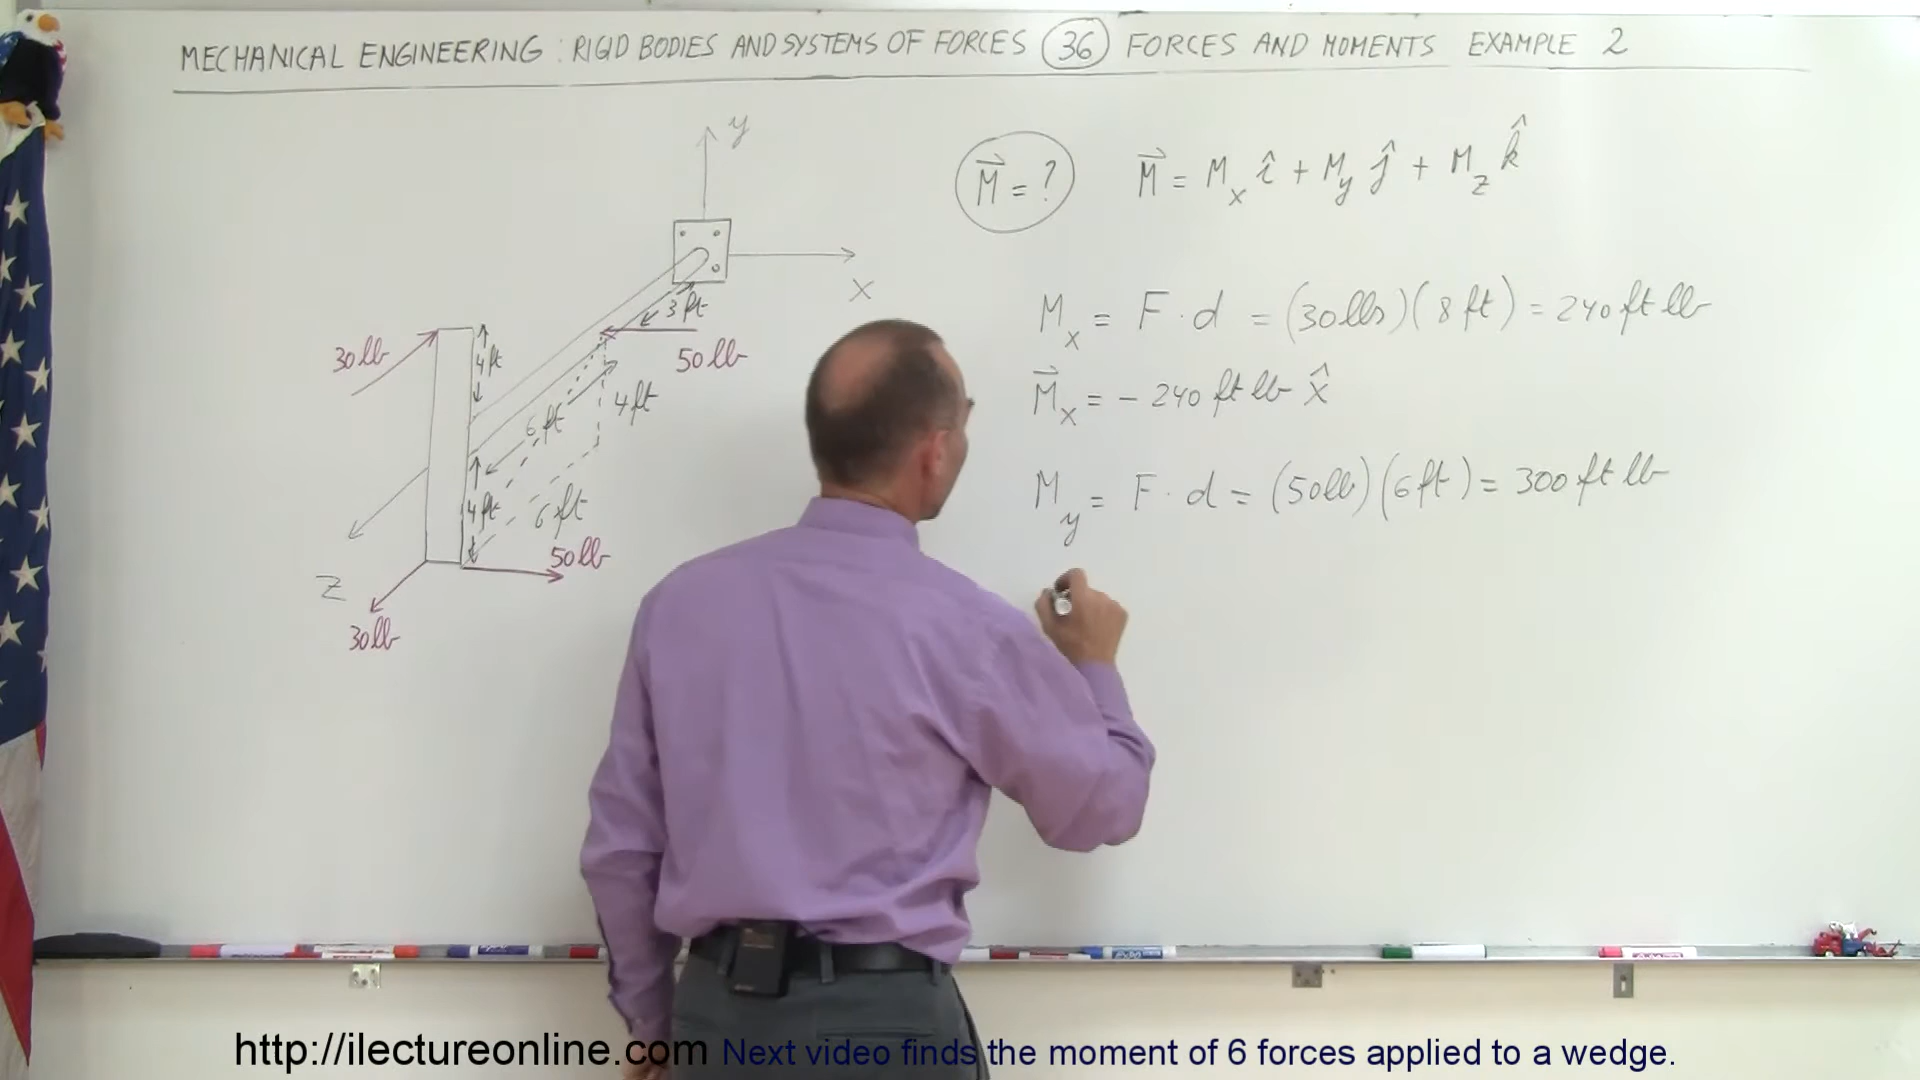 MECHANICAL ENGINEERING : RIGID BODIES AND SYSTEMS OF FORCES 36 FORCES AND MOMENTS EXAMPLE 2
y
x
z
3 ft
50 lb
30 lb
4 ft
6 ft
4 ft
4 ft
6 ft
50 lb
30 lb
M⃗ = ?
M⃗ = Mx î + My ĵ + Mz k̂
Mx = F · d = (30 lbs)(8 ft) = 240 ft lb
M⃗x = - 240 ft lb x̂
My = F · d = (50 lb)(6 ft) = 300 ft lb
http://ilectureonline.com Next video finds the moment of 6 forces applied to a wedge.